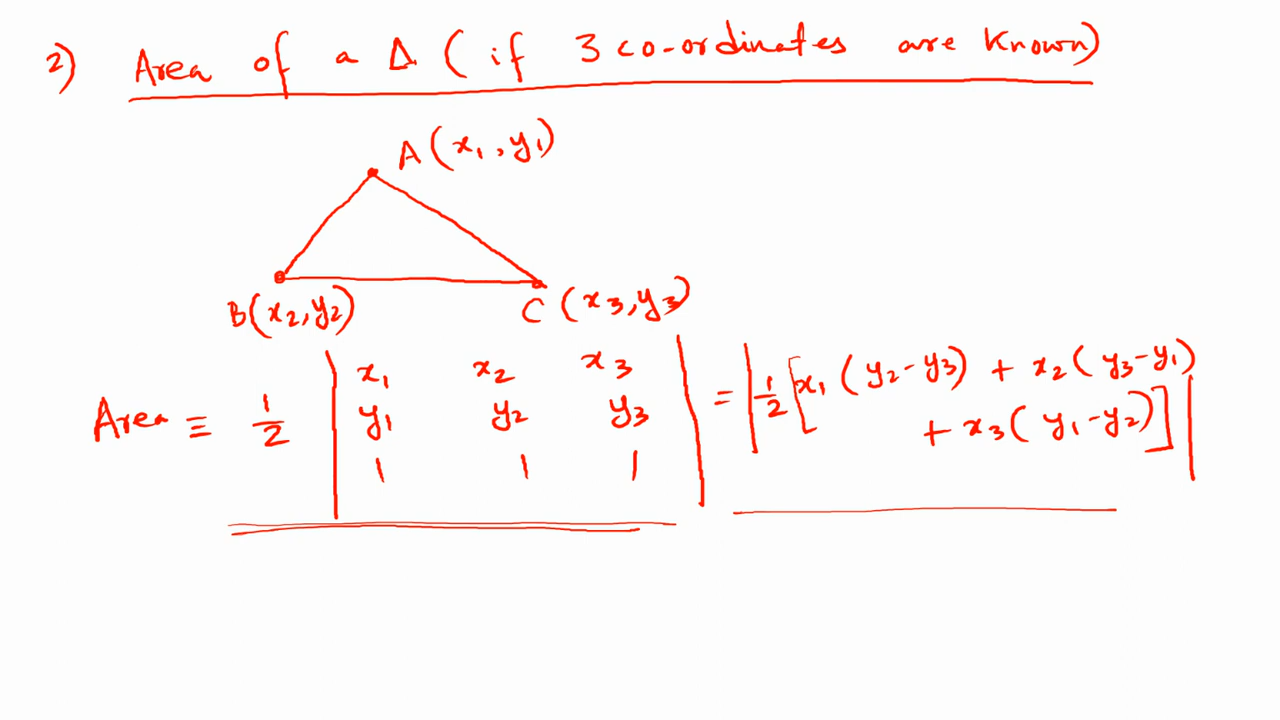 2) Area of a Δ ( if 3 co-ordinates are known)
A(x₁,y₁)
B(x₂,y₂) C (x₃,y₃)
Area ≡ 1/2 | x₁ x₂ x₃ | = | 1/2 [x₁ (y₂-y₃) + x₂( y₃-y₁)
y₁ y₂ y₃ + x₃( y₁-y₂)] |
1 1 1